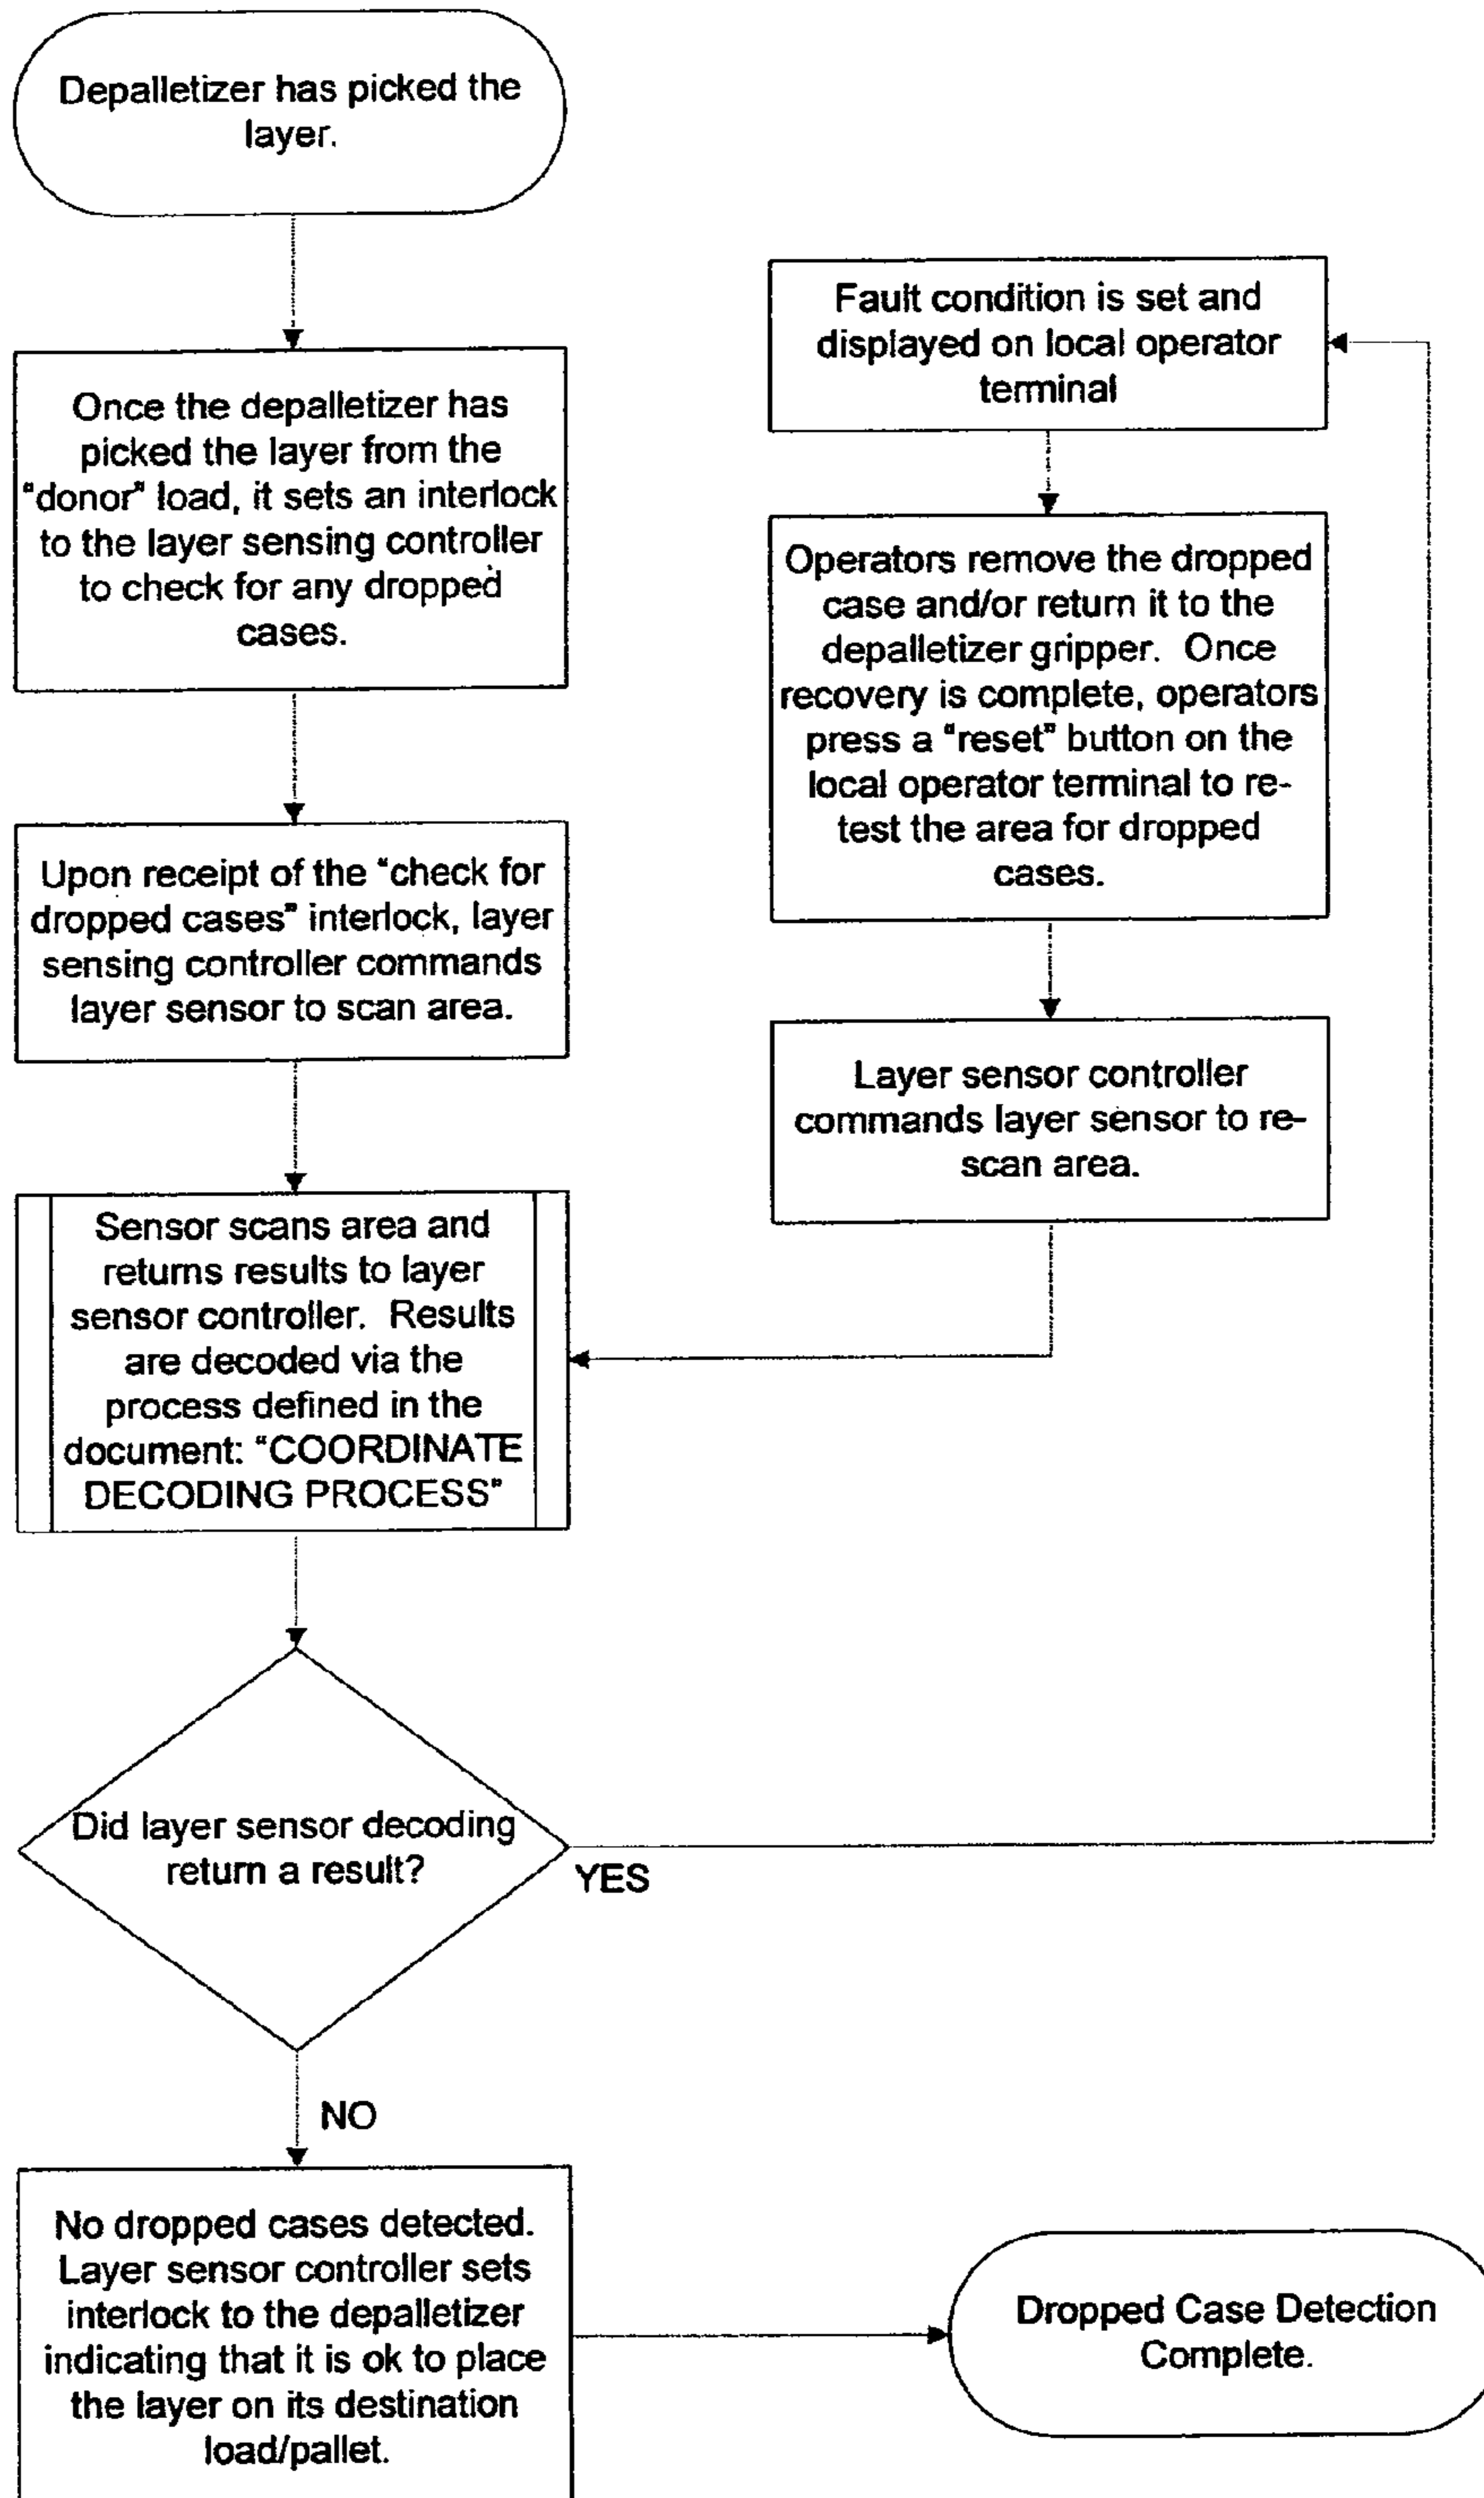 Depalletizer has picked the
layer.
Once the depalletizer has
picked the layer from the
"donor" load, it sets an interlock
to the layer sensing controller
to check for any dropped
cases.
Upon receipt of the "check for
dropped cases" interlock, layer
sensing controller commands
layer sensor to scan area.
Sensor scans area and
returns results to layer
sensor controller. Results
are decoded via the
process defined in the
document: "COORDINATE
DECODING PROCESS"
Did layer sensor decoding
return a result?
YES
NO
No dropped cases detected.
Layer sensor controller sets
interlock to the depalletizer
indicating that it is ok to place
the layer on its destination
load/pallet.
Fault condition is set and
displayed on local operator
terminal
Operators remove the dropped
case and/or return it to the
depalletizer gripper. Once
recovery is complete, operators
press a "reset" button on the
local operator terminal to re-
test the area for dropped
cases.
Layer sensor controller
commands layer sensor to re-
scan area.
Dropped Case Detection
Complete.